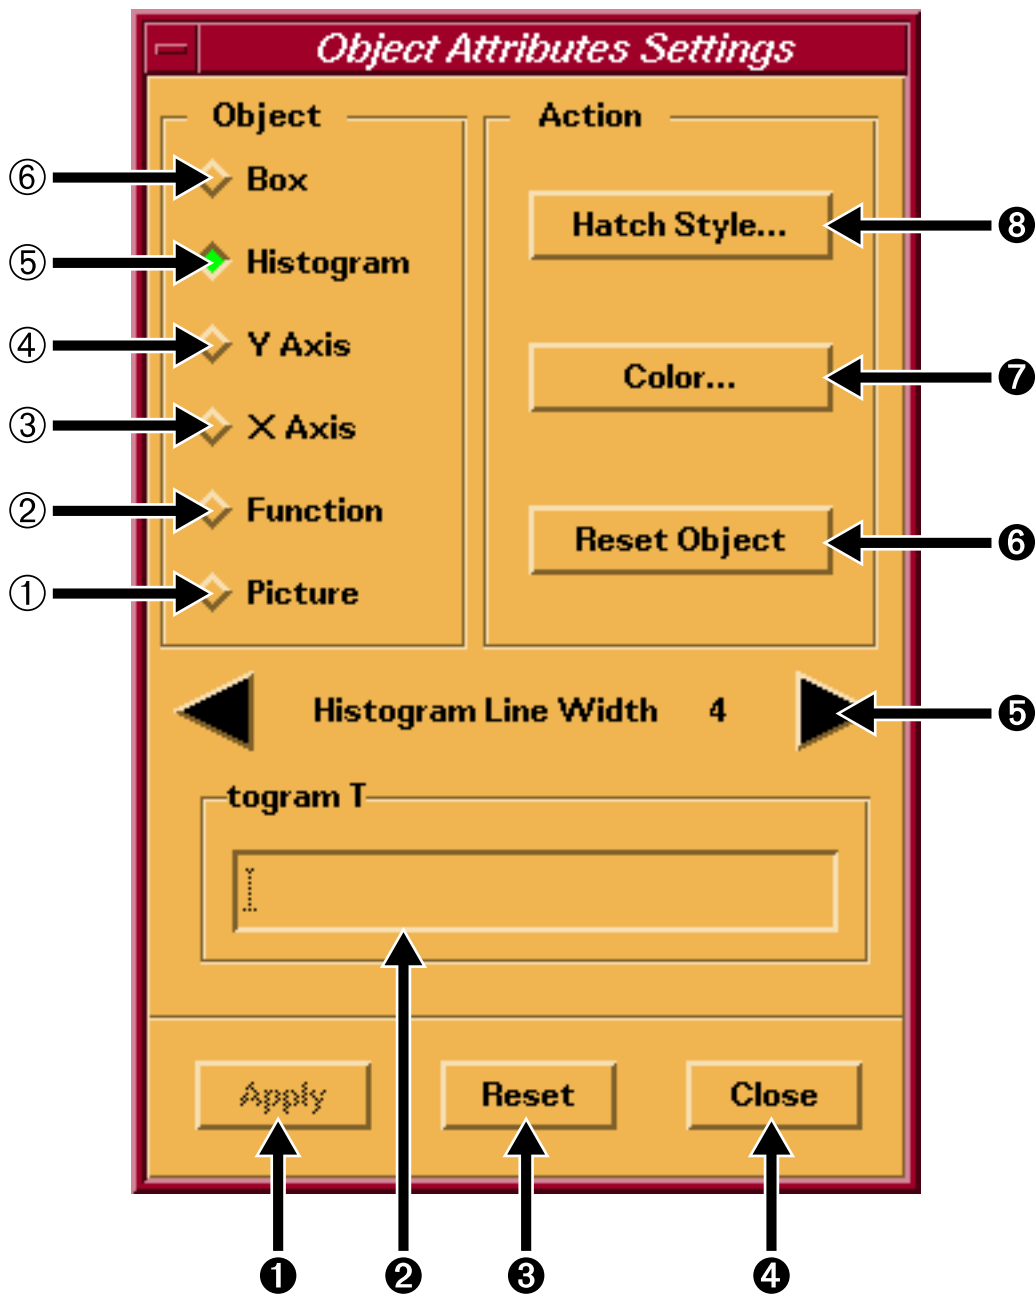 Object Attributes Settings
Object Action
⑥ Box
Hatch Style... ❽
⑤ Histogram
④ Y Axis
Color... ❼
③ X Axis
② Function
Reset Object ❻
① Picture
Histogram Line Width 4 ❺
togram T
Apply Reset Close
❶ ❷ ❸ ❹